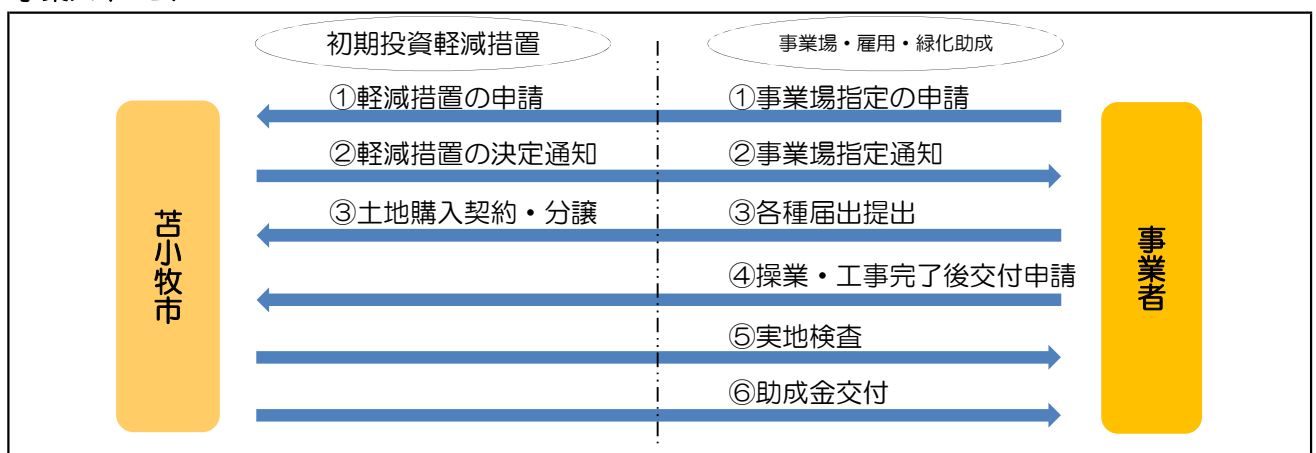 初期投資軽減措置
事業場・雇用・緑化助成
①軽減措置の申請
①事業場指定の申請
②軽減措置の決定通知
②事業場指定通知
③土地購入契約・分譲
③各種届出提出
④操業・工事完了後交付申請
⑤実地検査
⑥助成金交付
苫小牧市
事業者